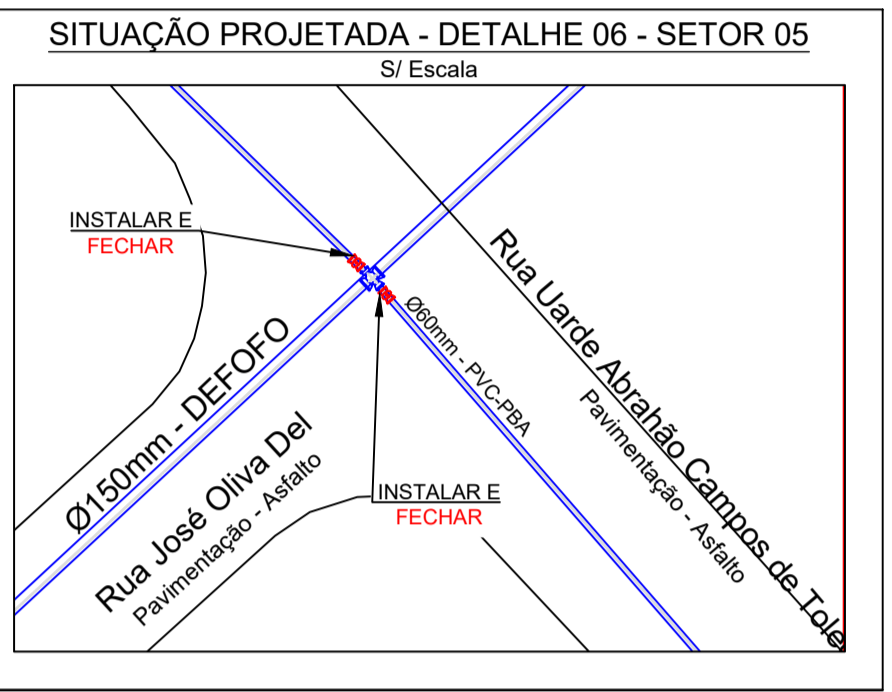 SITUAÇÃO PROJETADA - DETALHE 06 - SETOR 05
S/ Escala
INSTALAR E
FECHAR
Rua Uarde Abrahão Campos de Tole
Pavimentação - Asfalto
Ø60mm - PVC-PBA
Ø150mm - DEFOFO
Rua José Oliva Del
Pavimentação - Asfalto
INSTALAR E
FECHAR